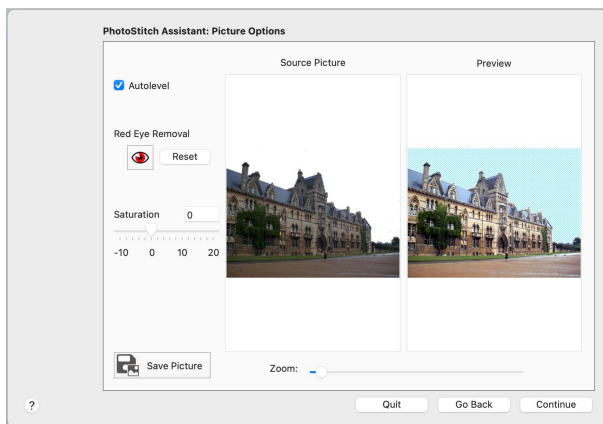 PhotoStitch Assistant: Picture Options
Source Picture
Preview
Autolevel
Red Eye Removal
Reset
Saturation 0
-10 0 10 20
Save Picture
Zoom:
?
Quit
Go Back
Continue